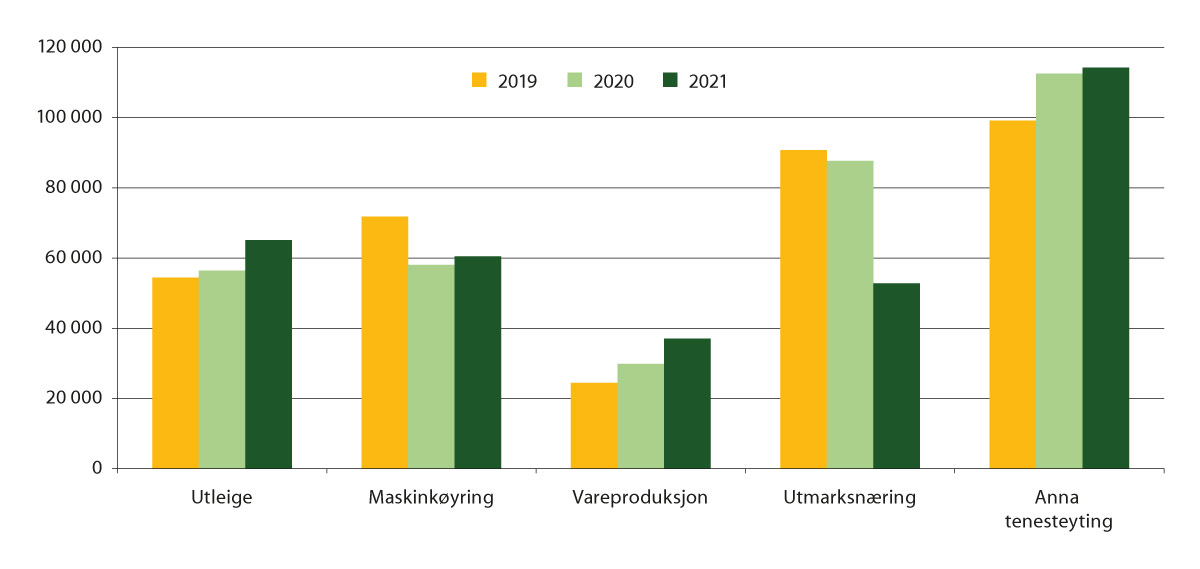 120 000
2019 2020 2021
100 000
80 000
60 000
40 000
20 000
0
Utleige Maskinkøyring Vareproduksjon Utmarksnæring Anna
tenesteyting